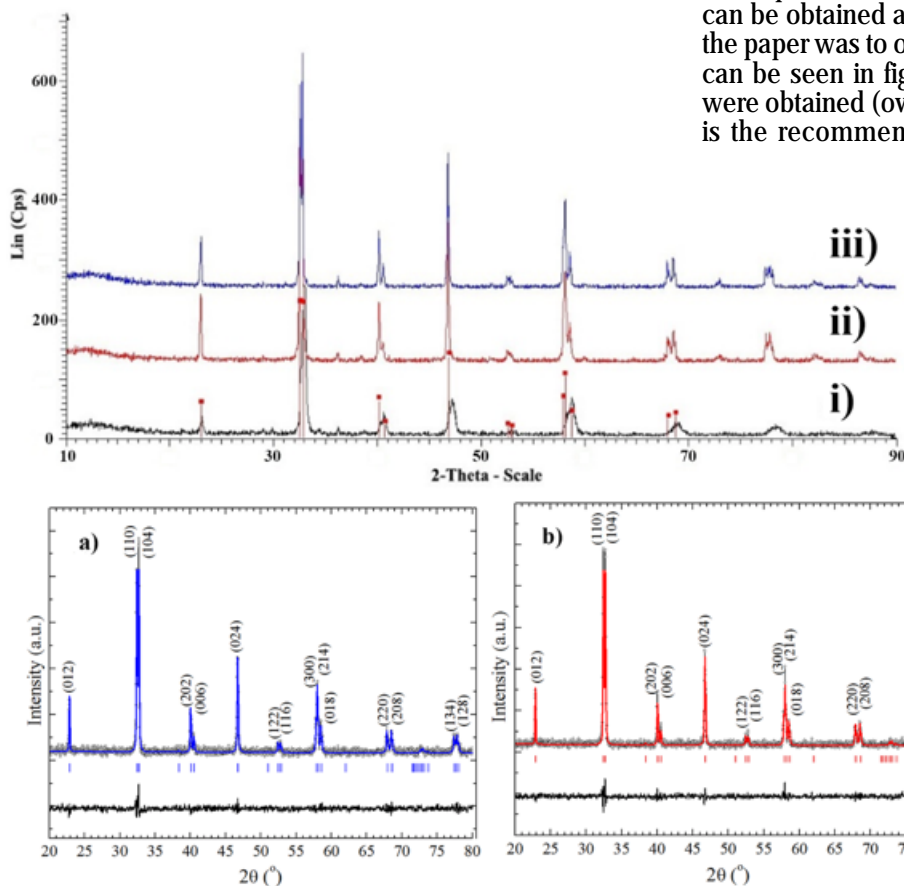 can be obtained a
the paper was to o
can be seen in fig
were obtained (ov
is the recommen
600
400
200
0
Lin (Cps)
iii)
ii)
i)
10 30 50 70 90
2-Theta - Scale
a)
Intensity (a.u.)
(012)
(110)
(104)
(202)
(006)
(024)
(122)
(116)
(300)
(214)
(018)
(220)
(208)
(134)
(128)
20 25 30 35 40 45 50 55 60 65 70 75 80
2θ (°)
b)
Intensity (a.u.)
(012)
(110)
(104)
(202)
(006)
(024)
(122)
(116)
(300)
(214)
(018)
(220)
(208)
20 25 30 35 40 45 50 55 60 65 70 75
2θ (°)